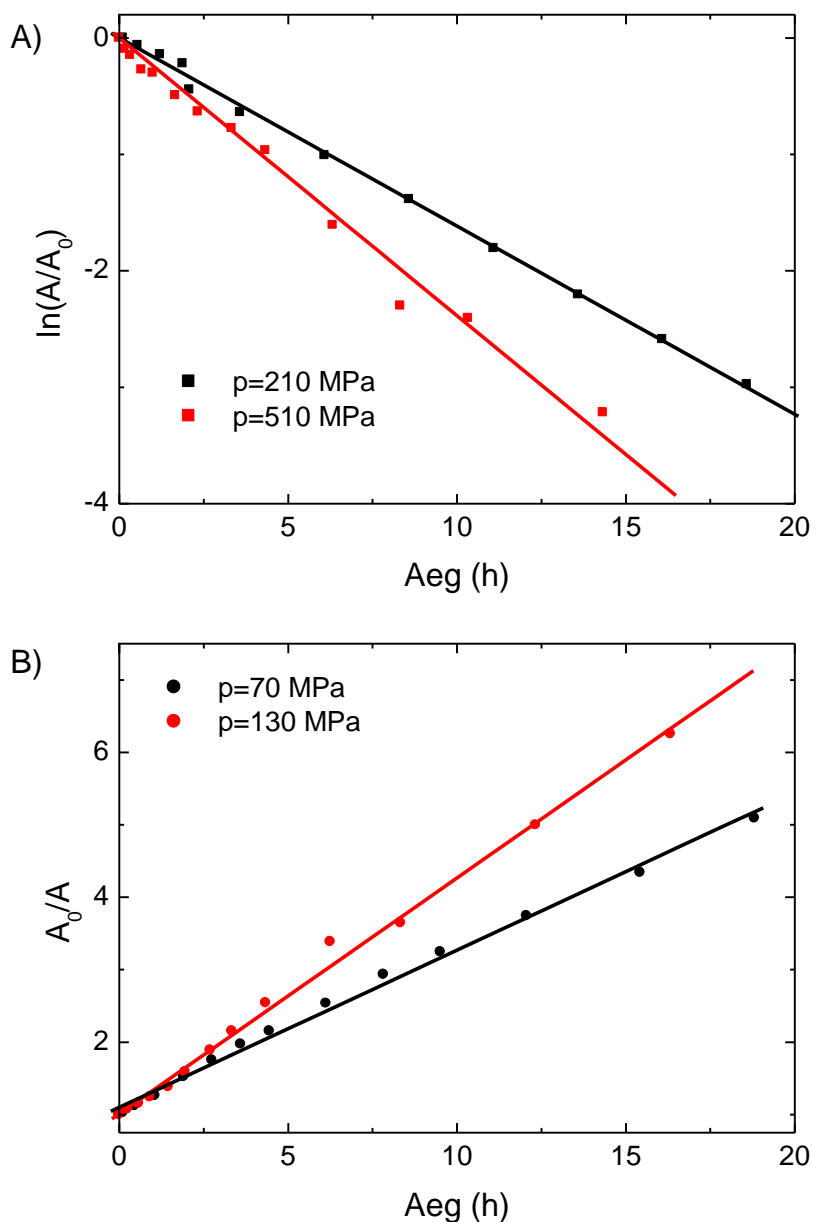 A)
0
-2
-4
ln(A/A₀)
p=210 MPa
p=510 MPa
0 5 10 15 20
Aeg (h)
B)
p=70 MPa
p=130 MPa
6
4
2
A₀/A
0 5 10 15 20
Aeg (h)